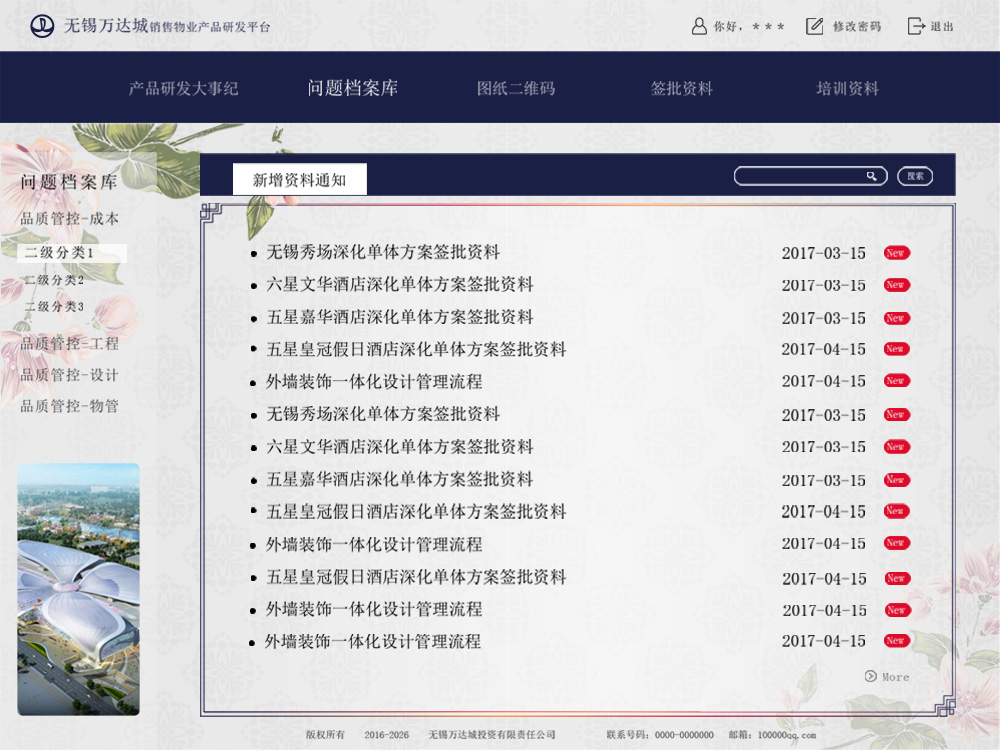 无锡万达城销售物业产品研发平台
你好，*** 修改密码 退出
产品研发大事纪 问题档案库 图纸二维码 签批资料 培训资料
问题档案库
品质管控-成本
二级分类1
二级分类2
二级分类3
品质管控-工程
品质管控-设计
品质管控-物管
新增资料通知 搜索
无锡秀场深化单体方案签批资料 2017-03-15 New
六星文华酒店深化单体方案签批资料 2017-03-15 New
五星嘉华酒店深化单体方案签批资料 2017-03-15 New
五星皇冠假日酒店深化单体方案签批资料 2017-04-15 New
外墙装饰一体化设计管理流程 2017-04-15 New
无锡秀场深化单体方案签批资料 2017-03-15 New
六星文华酒店深化单体方案签批资料 2017-03-15 New
五星嘉华酒店深化单体方案签批资料 2017-03-15 New
五星皇冠假日酒店深化单体方案签批资料 2017-04-15 New
外墙装饰一体化设计管理流程 2017-04-15 New
五星皇冠假日酒店深化单体方案签批资料 2017-04-15 New
外墙装饰一体化设计管理流程 2017-04-15 New
外墙装饰一体化设计管理流程 2017-04-15 New
More
版权所有 2016-2026 无锡万达城投资有限责任公司 联系号码：0000-0000000 邮箱：100000qq.com